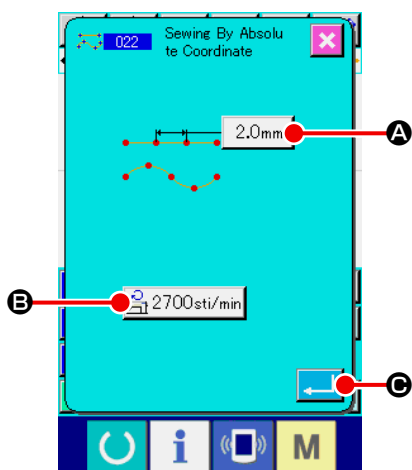 022
Sewing By Absolu
te Coordinate
2.0mm
A
B
2700sti/min
C
i
M